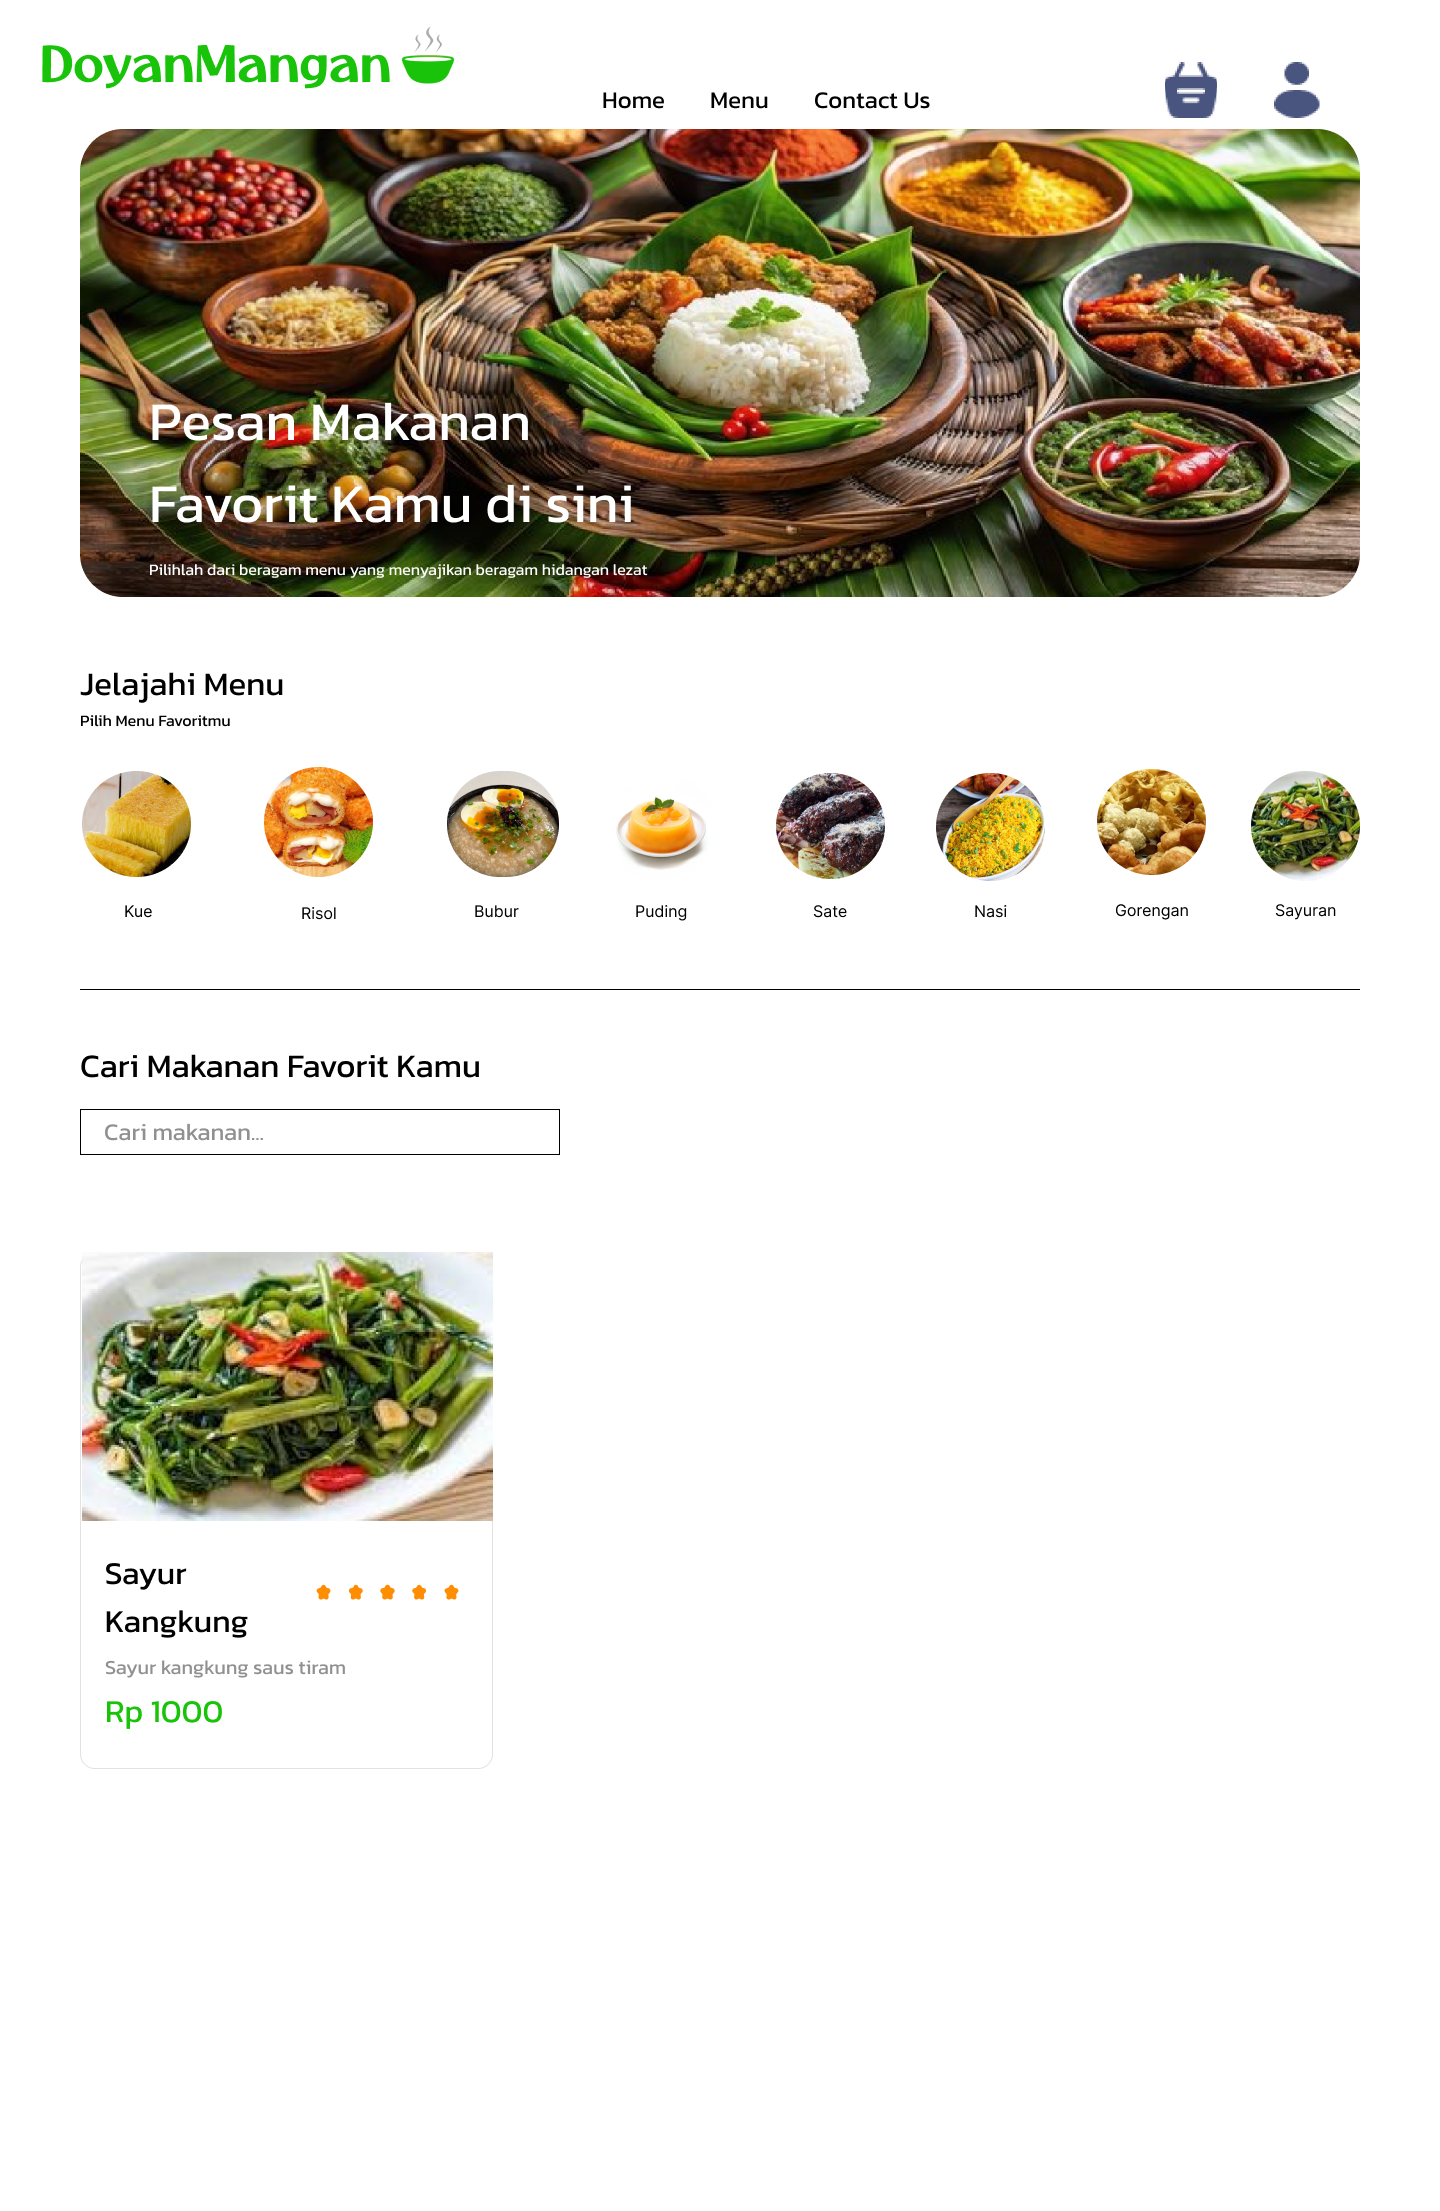 DoyanMangan
Home Menu Contact Us
Pesan Makanan
Favorit Kamu di sini
Pilihlah dari beragam menu yang menyajikan beragam hidangan lezat
Jelajahi Menu
Pilih Menu Favoritmu
Kue Risol Bubur Puding Sate Nasi Gorengan Sayuran
Cari Makanan Favorit Kamu
Cari makanan...
Sayur
Kangkung
Sayur kangkung saus tiram
Rp 1000